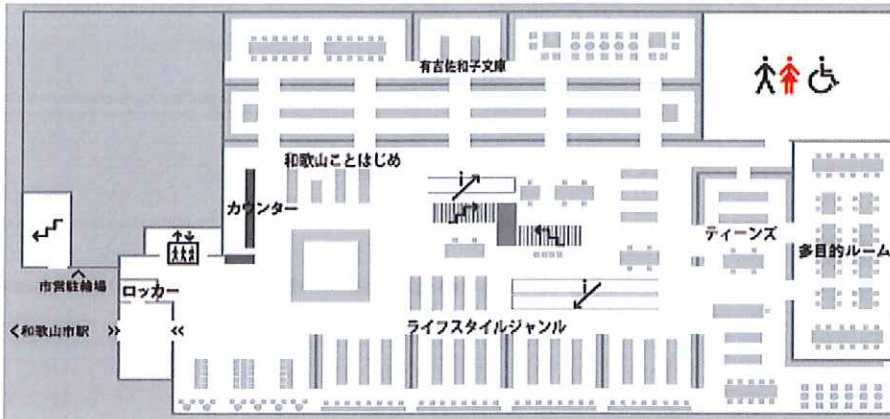 有吉佐和子文庫
和歌山ことはじめ
カウンター
ティーンズ
多目的ルーム
市営駐輪場
ロッカー
和歌山市駅
ライフスタイルジャンル